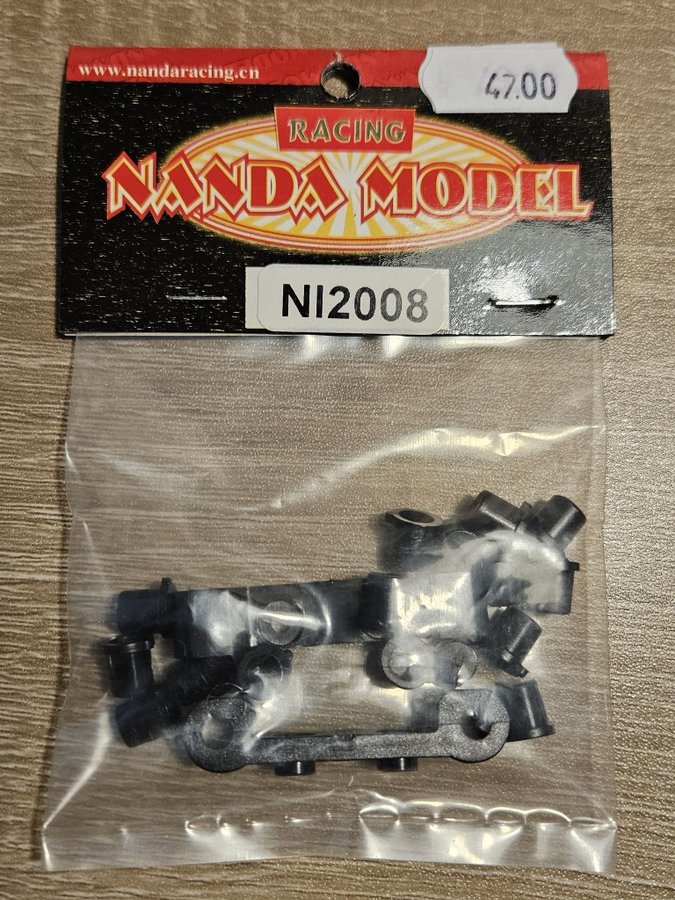 www.nandaracing.cn
47.00
RACING
NANDA MODEL
NI2008